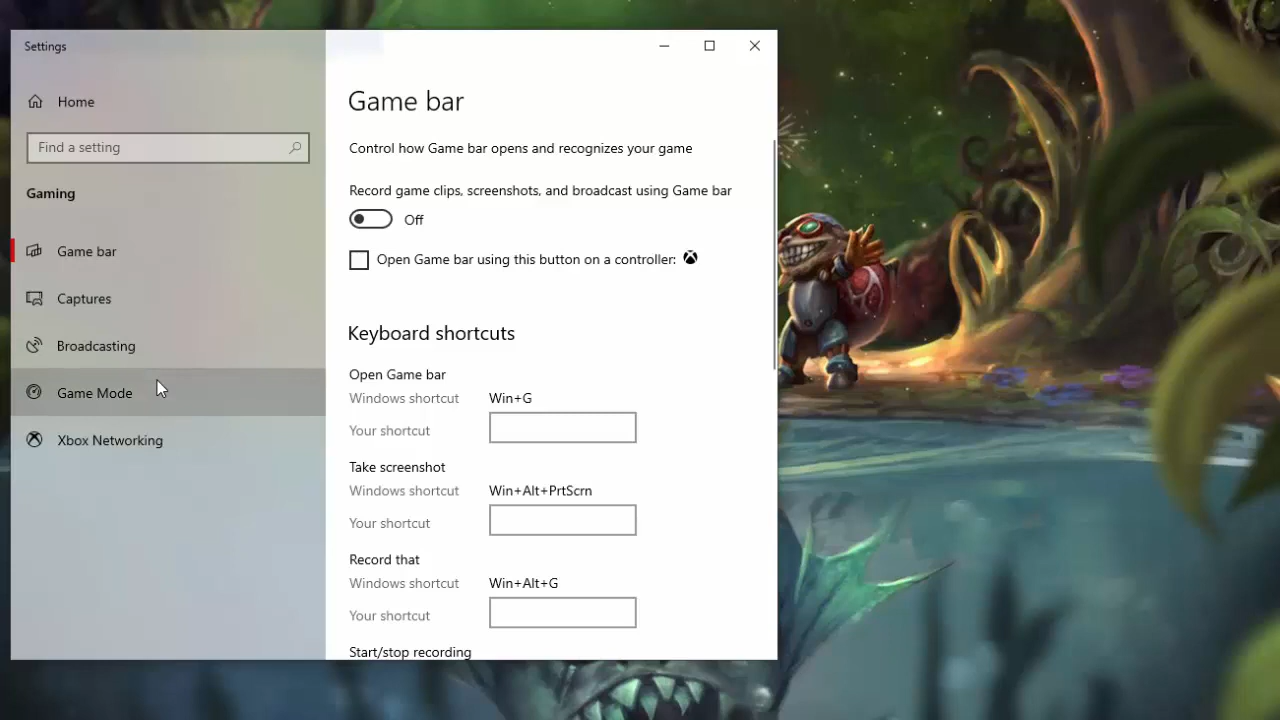 Settings
Home
Find a setting
Gaming
Game bar
Captures
Broadcasting
Game Mode
Xbox Networking
Game bar
Control how Game bar opens and recognizes your game
Record game clips, screenshots, and broadcast using Game bar
Off
Open Game bar using this button on a controller:
Keyboard shortcuts
Open Game bar
Windows shortcut Win+G
Your shortcut
Take screenshot
Windows shortcut Win+Alt+PrtScrn
Your shortcut
Record that
Windows shortcut Win+Alt+G
Your shortcut
Start/stop recording